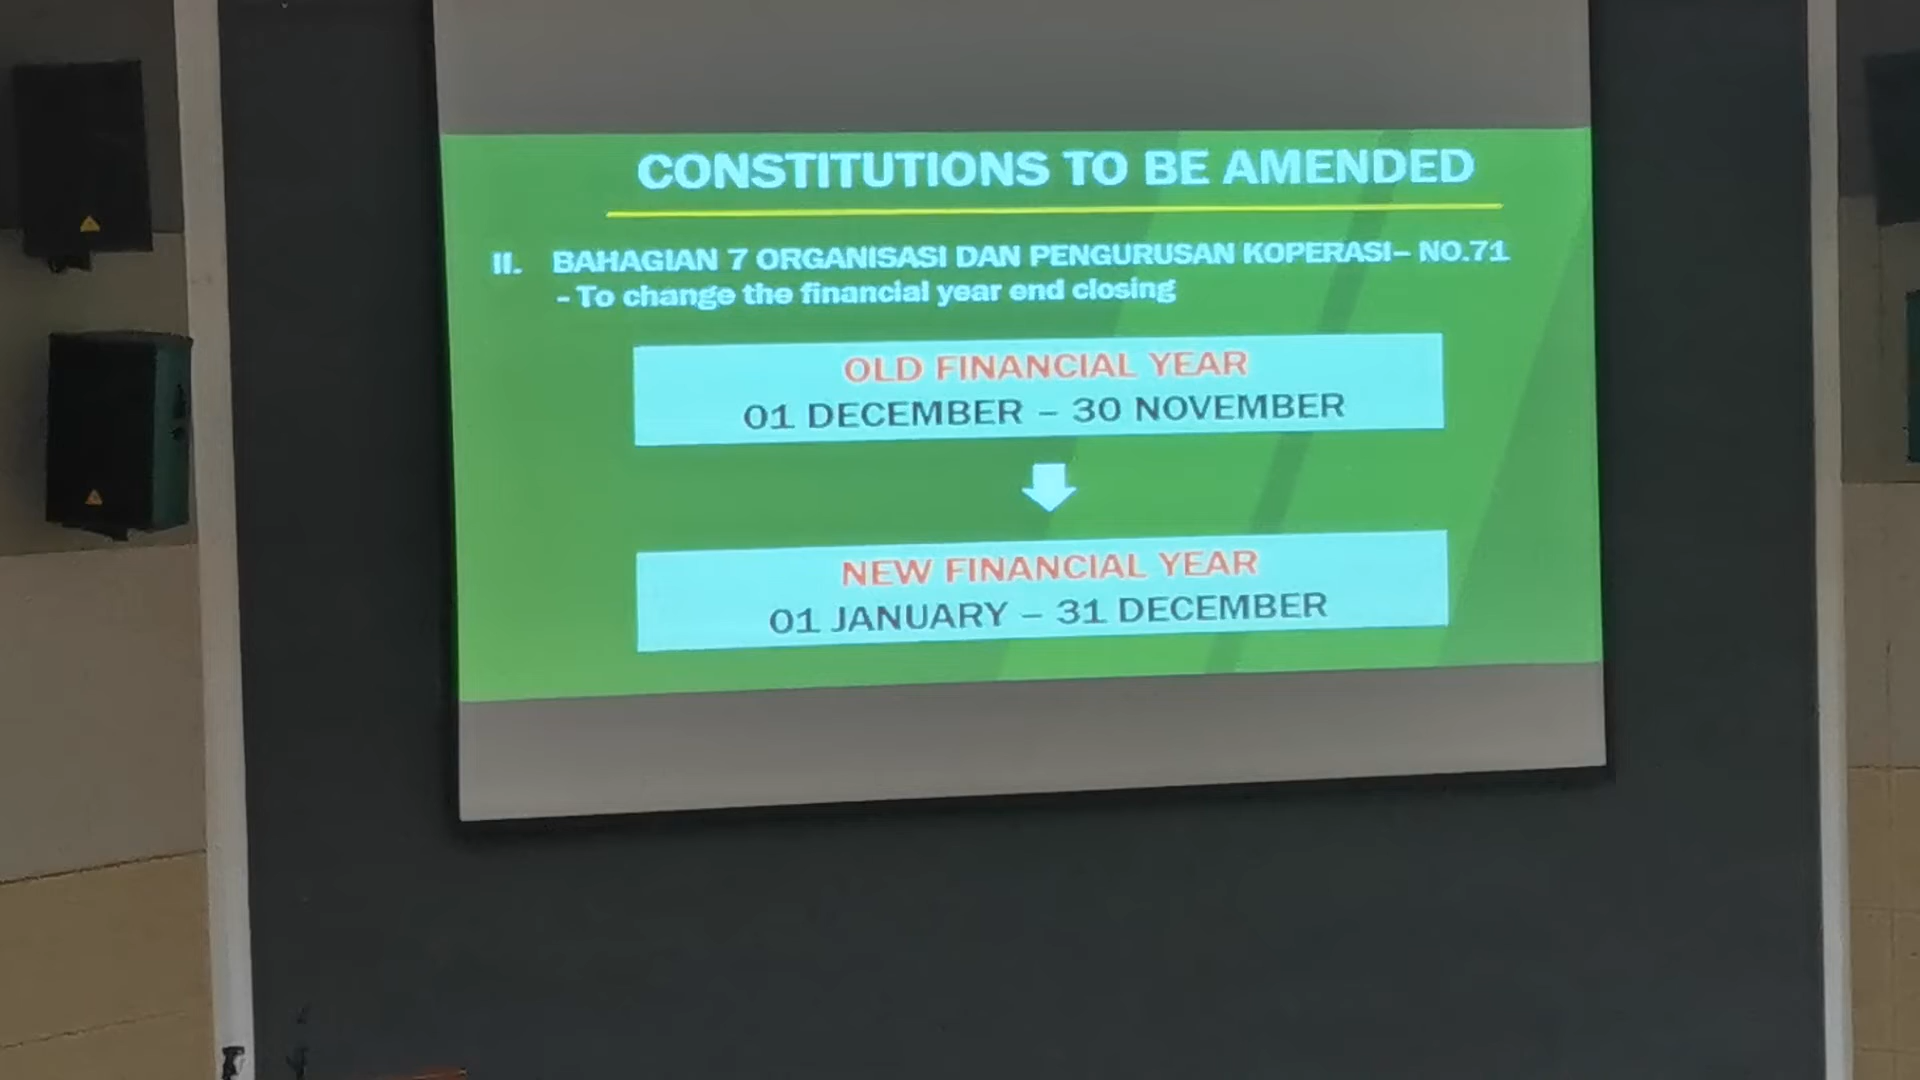 CONSTITUTIONS TO BE AMENDED
II. BAHAGIAN 7 ORGANISASI DAN PENGURUSAN KOPERASI– NO.71
- To change the financial year end closing
OLD FINANCIAL YEAR
01 DECEMBER – 30 NOVEMBER
NEW FINANCIAL YEAR
01 JANUARY – 31 DECEMBER